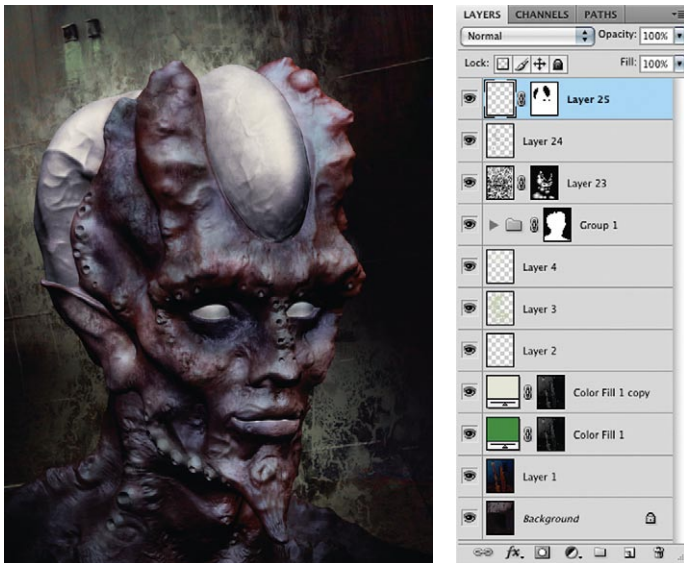 LAYERS CHANNELS PATHS
Normal Opacity: 100%
Lock: Fill: 100%
Layer 25
Layer 24
Layer 23
Group 1
Layer 4
Layer 3
Layer 2
Color Fill 1 copy
Color Fill 1
Layer 1
Background
fx.